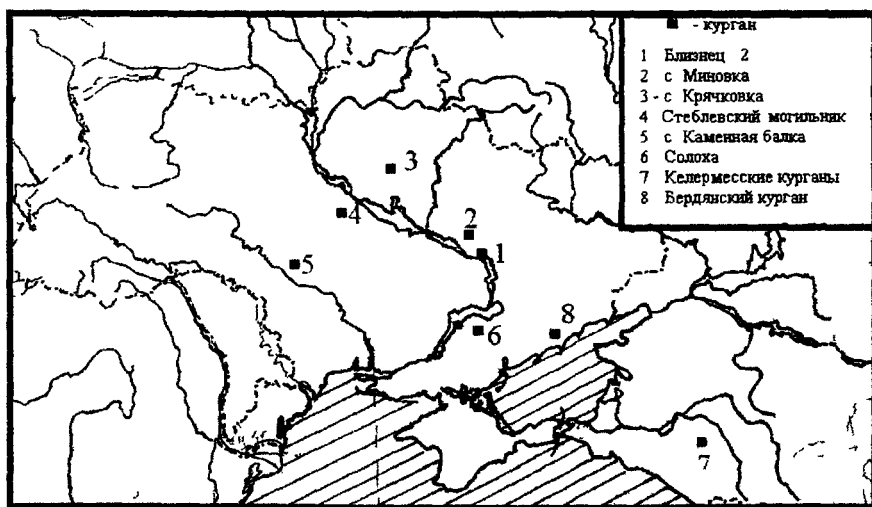 ■ - курган
1 Близнец 2
2 с Миновка
3 - с Крячковка
4 Стеблевский могильник
5 с Каменная балка
6 Солоха
7 Келермесские курганы
8 Бердянский курган
3
4
2
1
5
6
8
7